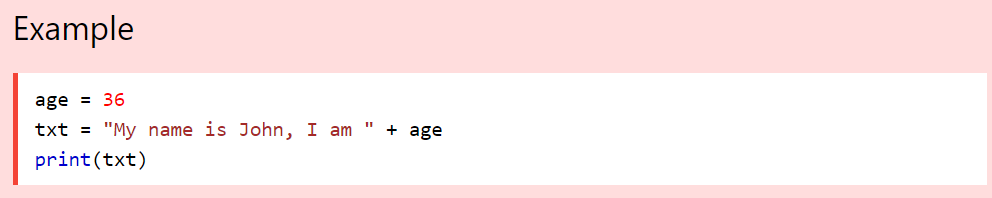 Example
age = 36
txt = "My name is John, I am " + age
print(txt)